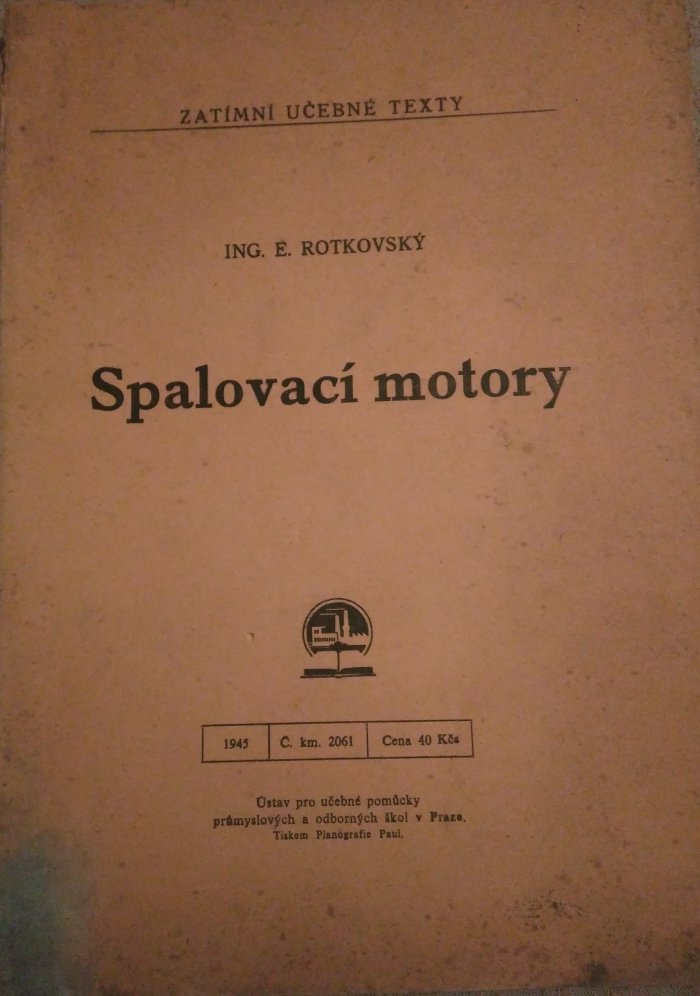 ZATÍMNÍ UČEBNÉ TEXTY
ING. E. ROTKOVSKÝ
Spalovací motory
1945 Č. km. 2061 Cena 40 Kčs
Ústav pro učebné pomůcky
průmyslových a odborných škol v Praze.
Tiskem Planografie Paul.